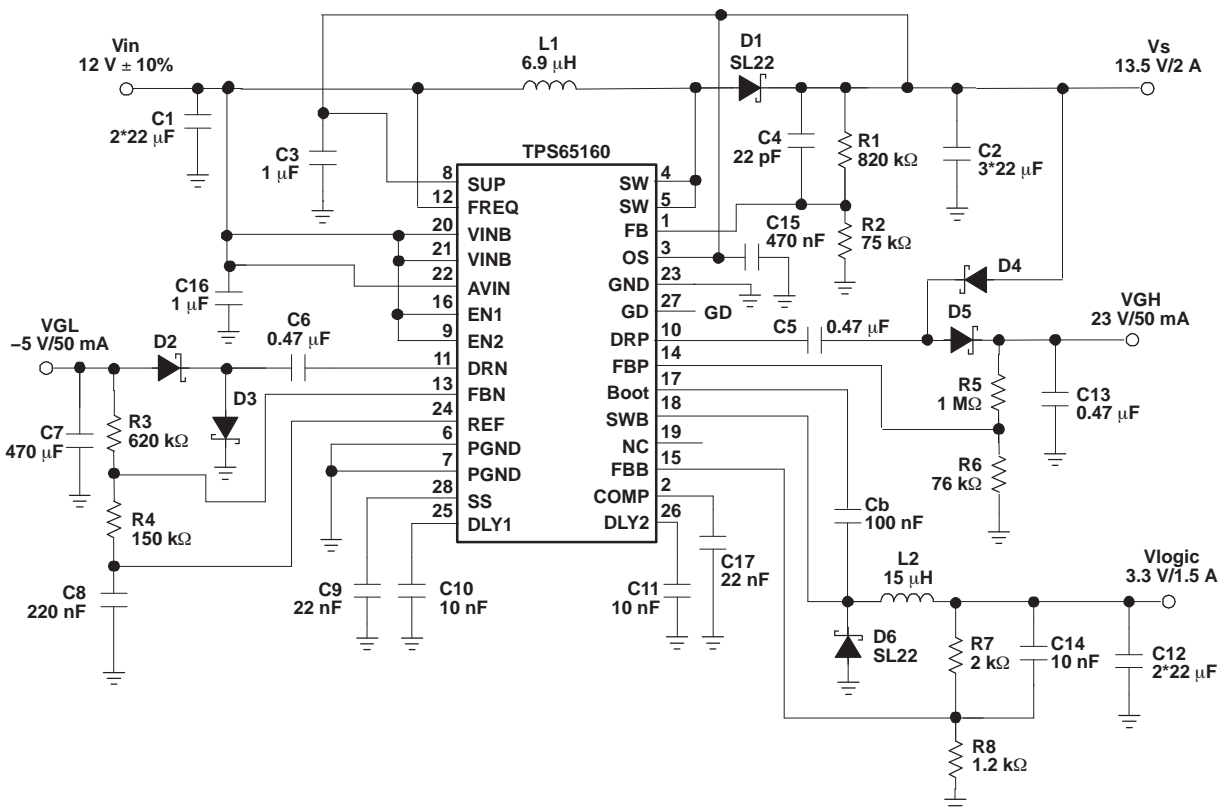 Vin
12 V ± 10%
L1
6.9 μH
D1
SL22
Vs
13.5 V/2 A
C1
2*22 μF
C3
1 μF
C4
22 pF
R1
820 kΩ
C2
3*22 μF
TPS65160
8 SUP
12 FREQ
20 VINB
21 VINB
22 AVIN
16 EN1
9 EN2
11 DRN
13 FBN
24 REF
6 PGND
7 PGND
28 SS
25 DLY1
SW 4
SW 5
FB 1
OS 3
GND 23
GD 27
DRP 10
FBP 14
Boot 17
SWB 18
NC 19
FBB 15
COMP 2
DLY2 26
C15
470 nF
R2
75 kΩ
GD
D4
C16
1 μF
VGL
–5 V/50 mA
D2
C6
0.47 μF
C5
0.47 μF
D5
VGH
23 V/50 mA
D3
R3
620 kΩ
C7
470 μF
R5
1 MΩ
C13
0.47 μF
R6
76 kΩ
R4
150 kΩ
Cb
100 nF
C8
220 nF
C9
22 nF
C10
10 nF
C11
10 nF
C17
22 nF
L2
15 μH
Vlogic
3.3 V/1.5 A
D6
SL22
R7
2 kΩ
C14
10 nF
C12
2*22 μF
R8
1.2 kΩ